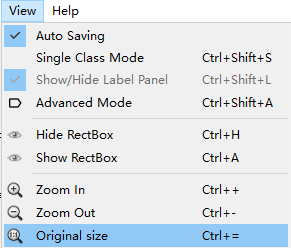 View Help
Auto Saving
Single Class Mode Ctrl+Shift+S
Show/Hide Label Panel Ctrl+Shift+L
Advanced Mode Ctrl+Shift+A
Hide RectBox Ctrl+H
Show RectBox Ctrl+A
Zoom In Ctrl++
Zoom Out Ctrl+-
Original size Ctrl+=